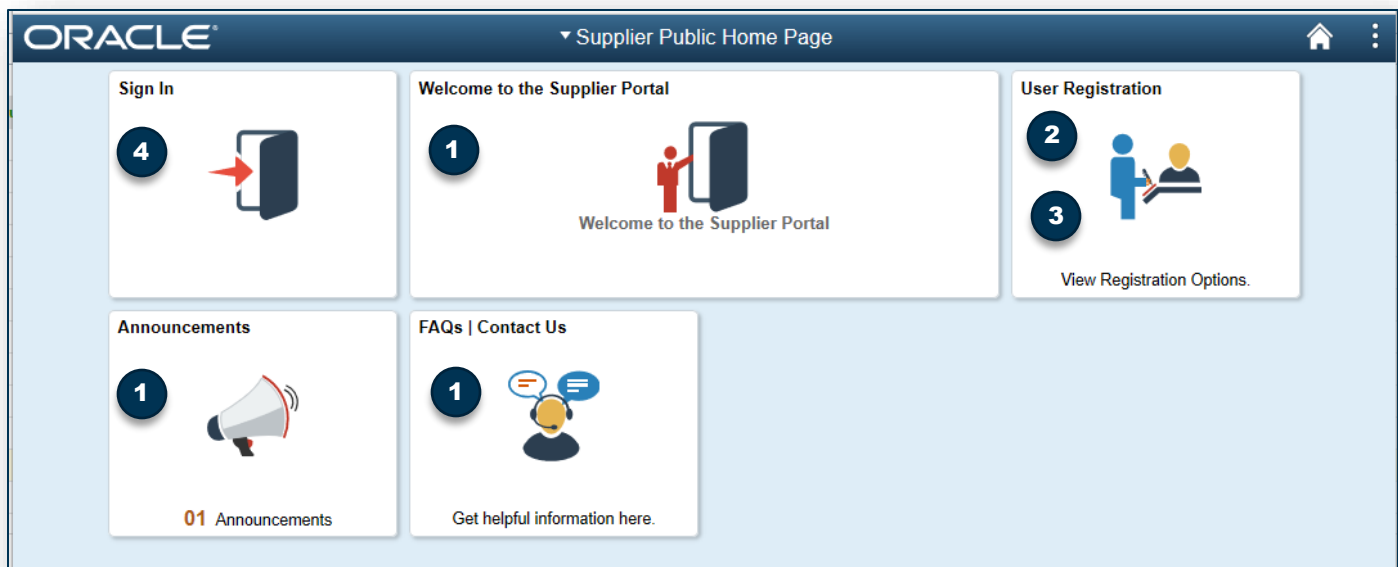 ORACLE®
Supplier Public Home Page
Sign In
4
Welcome to the Supplier Portal
1
Welcome to the Supplier Portal
User Registration
2
3
View Registration Options.
Announcements
1
01 Announcements
FAQs | Contact Us
1
Get helpful information here.